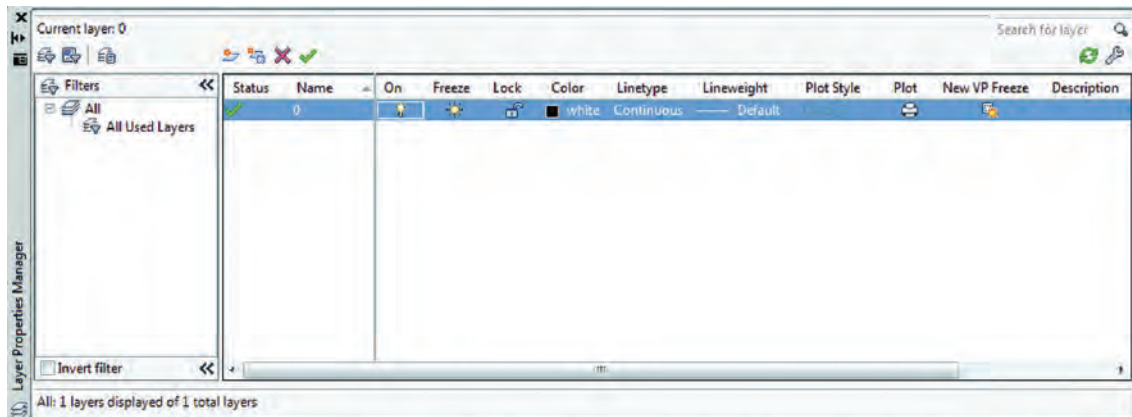 Current layer: 0
Search for layer
Filters
All
All Used Layers
Status Name On Freeze Lock Color Linetype Lineweight Plot Style Plot New VP Freeze Description
0 white Continuous Default
Layer Properties Manager
Invert filter
All: 1 layers displayed of 1 total layers